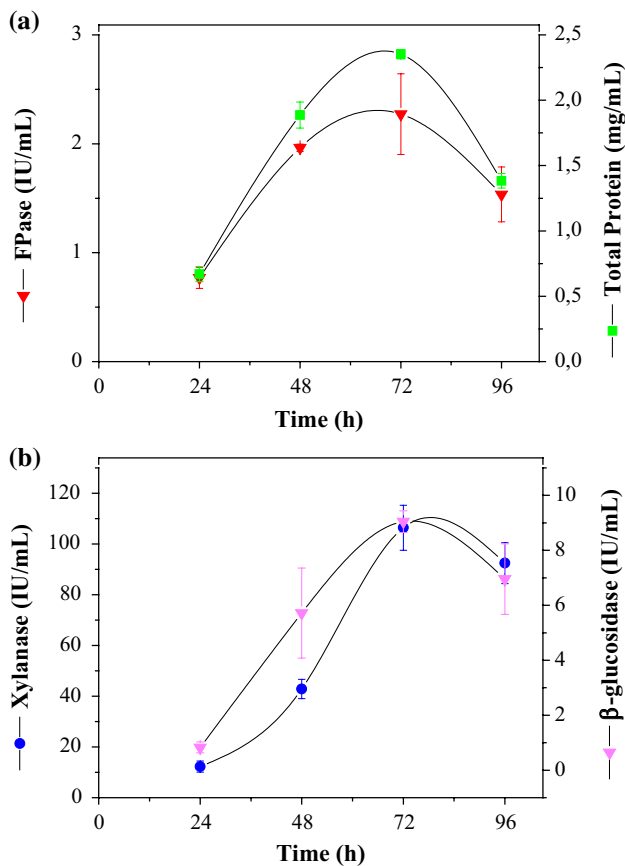 (a)
FPase (IU/mL)
3
2
1
0
2,5
2,0
1,5
1,0
0,5
0,0
Total Protein (mg/mL)
0 24 48 72 96
Time (h)
(b)
Xylanase (IU/mL)
120
100
80
60
40
20
0
10
8
6
4
2
0
β-glucosidase (IU/mL)
0 24 48 72 96
Time (h)